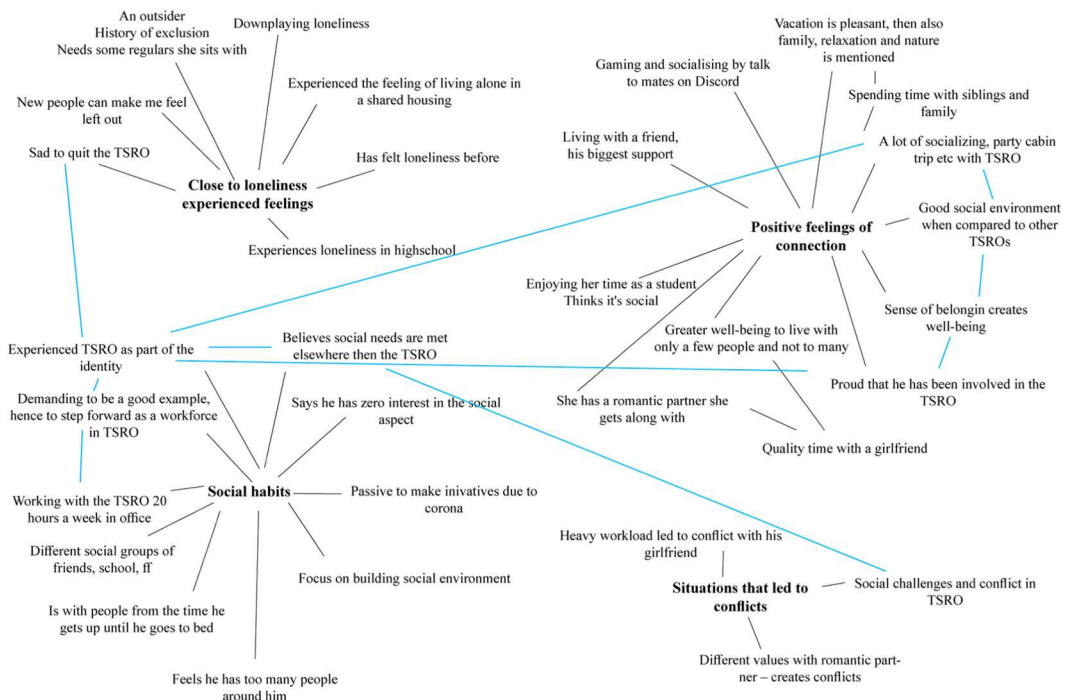 An outsider
History of exclusion
Needs some regulars she sits with
Downplaying loneliness
New people can make me feel
left out
Experienced the feeling of living alone in
a shared housing
Sad to quit the TSRO
Has felt loneliness before
Close to loneliness
experienced feelings
Experiences loneliness in highschool
Vacation is pleasant, then also
family, relaxation and nature
is mentioned
Gaming and socialising by talk
to mates on Discord
Spending time with siblings and
family
Living with a friend,
his biggest support
A lot of socializing, party cabin
trip etc with TSRO
Positive feelings of
connection
Good social environment
when compared to other
TSROs
Enjoying her time as a student
Thinks it's social
Sense of belongin creates
well-being
Greater well-being to live with
only a few people and not to many
Proud that he has been involved in the
TSRO
She has a romantic partner she
gets along with
Quality time with a girlfriend
Experienced TSRO as part of the
identity
Believes social needs are met
elsewhere then the TSRO
Demanding to be a good example,
hence to step forward as a workforce
in TSRO
Says he has zero interest in the social
aspect
Social habits
Working with the TSRO 20
hours a week in office
Passive to make inivatives due to
corona
Different social groups of
friends, school, ff
Focus on building social environment
Is with people from the time he
gets up until he goes to bed
Feels he has too many people
around him
Heavy workload led to conflict with his
girlfriend
Situations that led to
conflicts
Social challenges and conflict in
TSRO
Different values with romantic part-
ner – creates conflicts